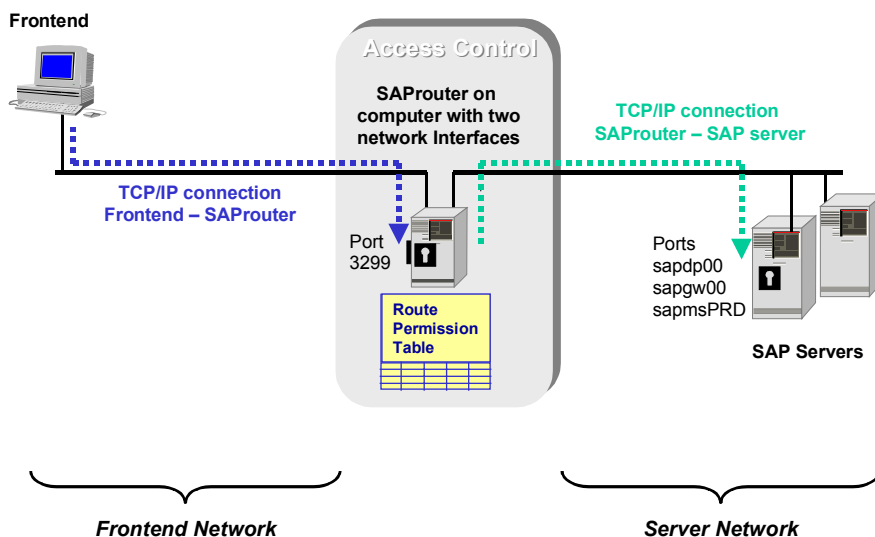 Frontend
Access Control
SAProuter on
computer with two
network Interfaces
TCP/IP connection
SAProuter – SAP server
TCP/IP connection
Frontend – SAProuter
Port
3299
Route
Permission
Table
Ports
sapdp00
sapgw00
sapmsPRD
SAP Servers
Frontend Network
Server Network